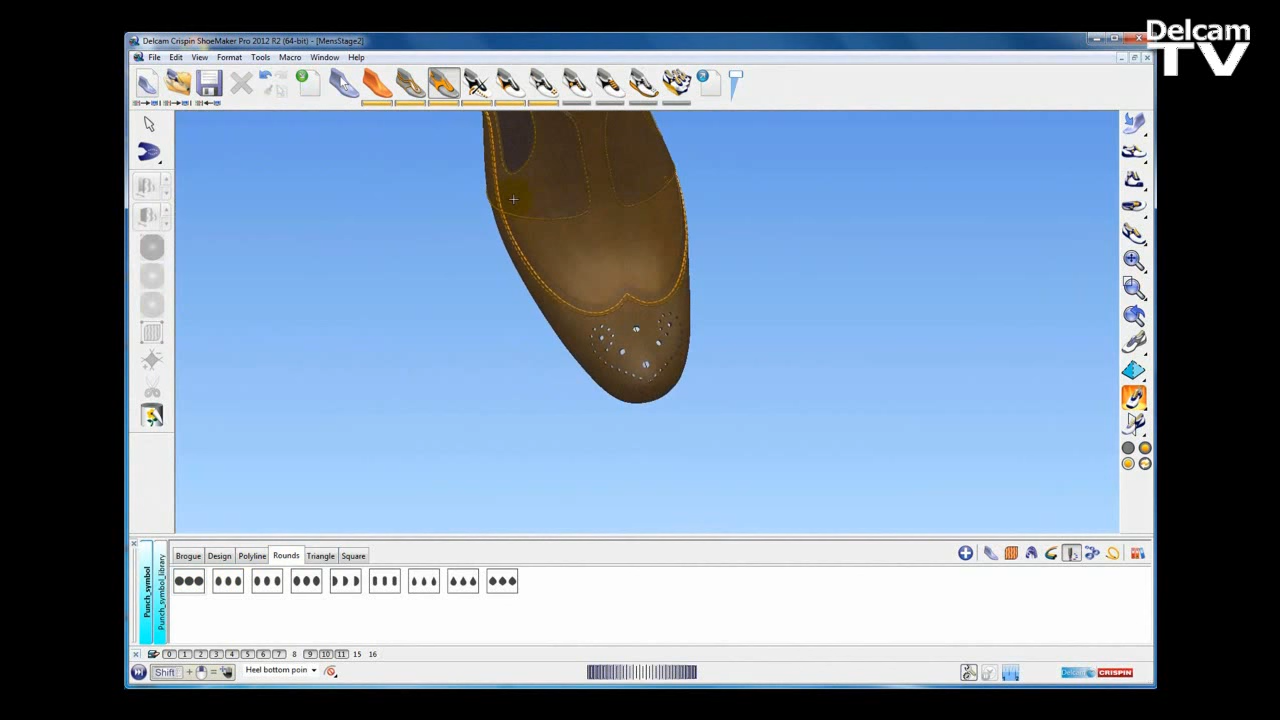 Delcam Crispin ShoeMaker Pro 2012 R2 (64-bit) - [MensStage2]
Delcam
TV
File Edit View Format Tools Macro Window Help
Brogue Design Polyline Rounds Triangle Square
Punch_symbol
Punch_symbol_library
0 1 2 3 4 5 6 7 8 9 10 11 15 16
Shift + =
Heel bottom poin
Delcam CRISPIN